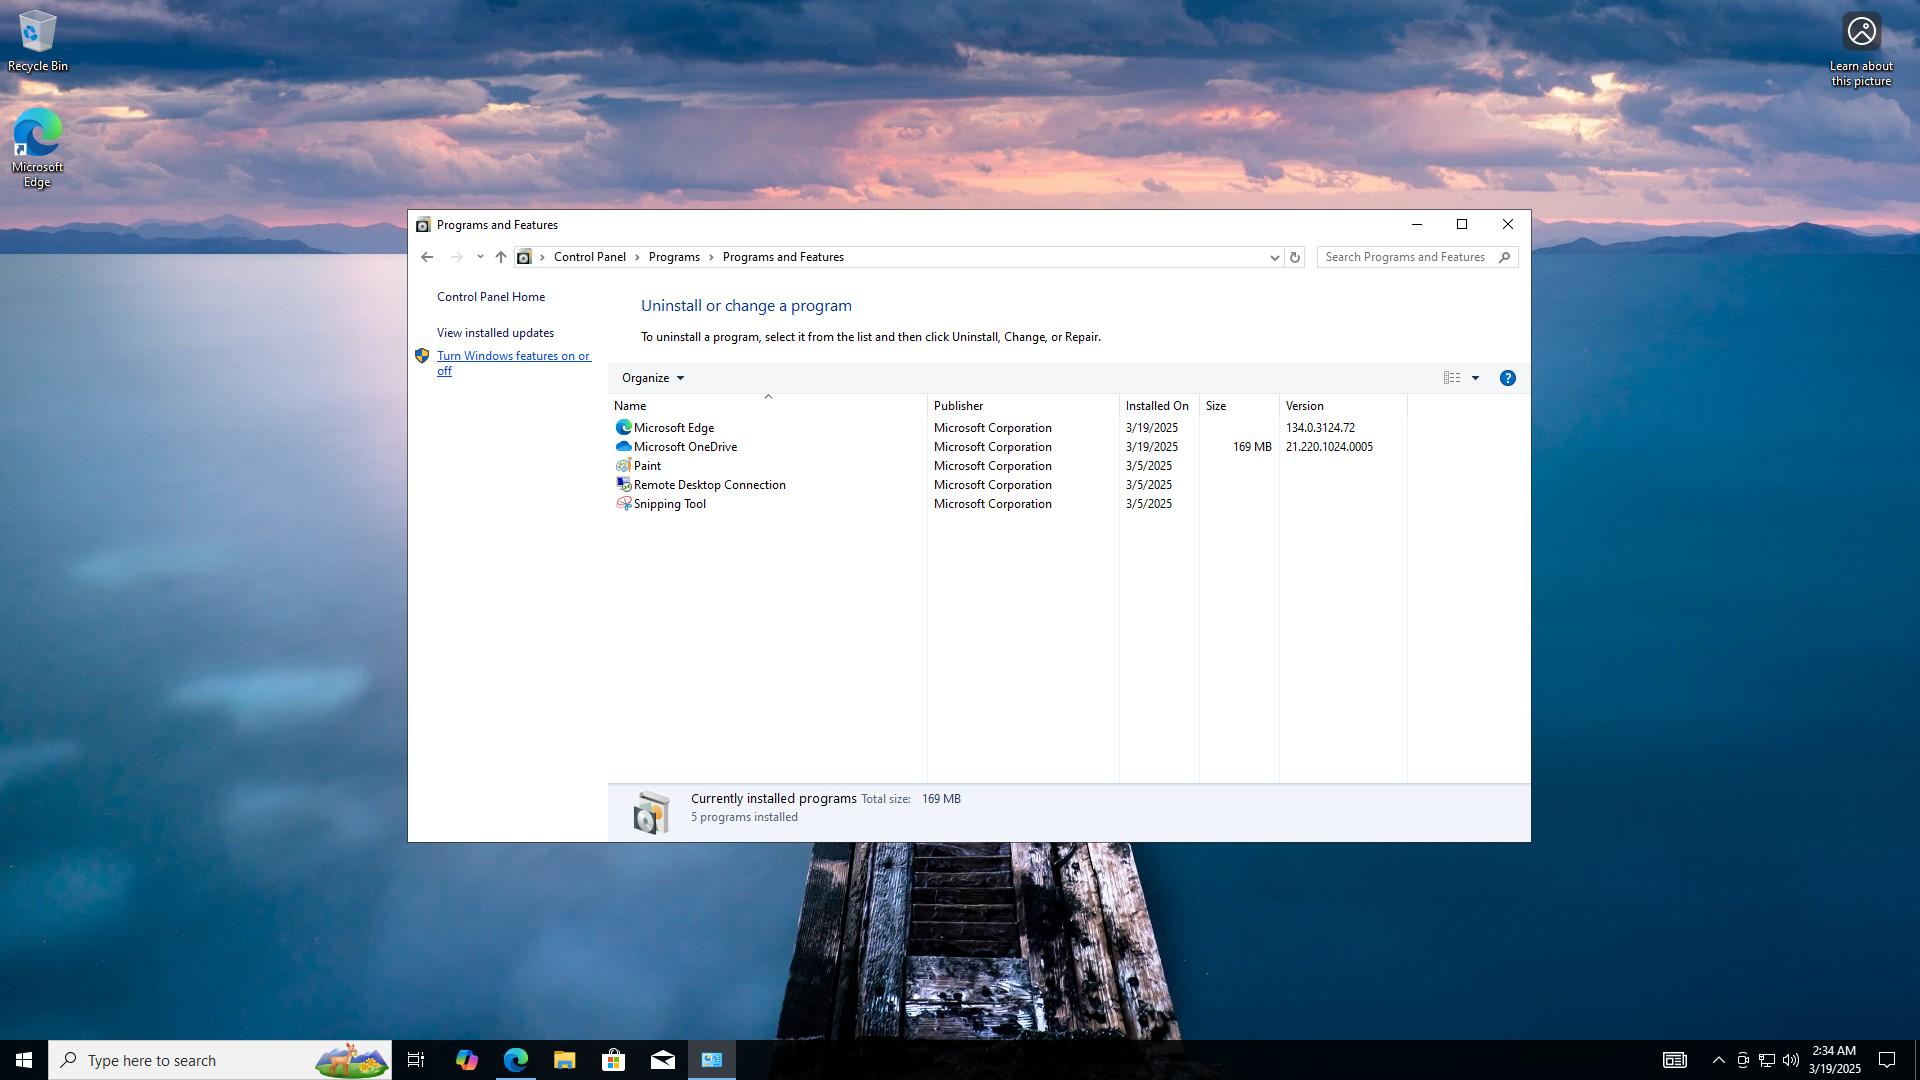 Recycle Bin
Microsoft
Edge
Learn about
this picture
Programs and Features
Control Panel
Programs
Programs and Features
Search Programs and Features
Control Panel Home
View installed updates
Turn Windows features on or
off
Uninstall or change a program
To uninstall a program, select it from the list and then click Uninstall, Change, or Repair.
Organize
Name Publisher Installed On Size Version
Microsoft Edge Microsoft Corporation 3/19/2025 134.0.3124.72
Microsoft OneDrive Microsoft Corporation 3/19/2025 169 MB 21.220.1024.0005
Paint Microsoft Corporation 3/5/2025
Remote Desktop Connection Microsoft Corporation 3/5/2025
Snipping Tool Microsoft Corporation 3/5/2025
Currently installed programs Total size: 169 MB
5 programs installed
Type here to search
2:34 AM
3/19/2025